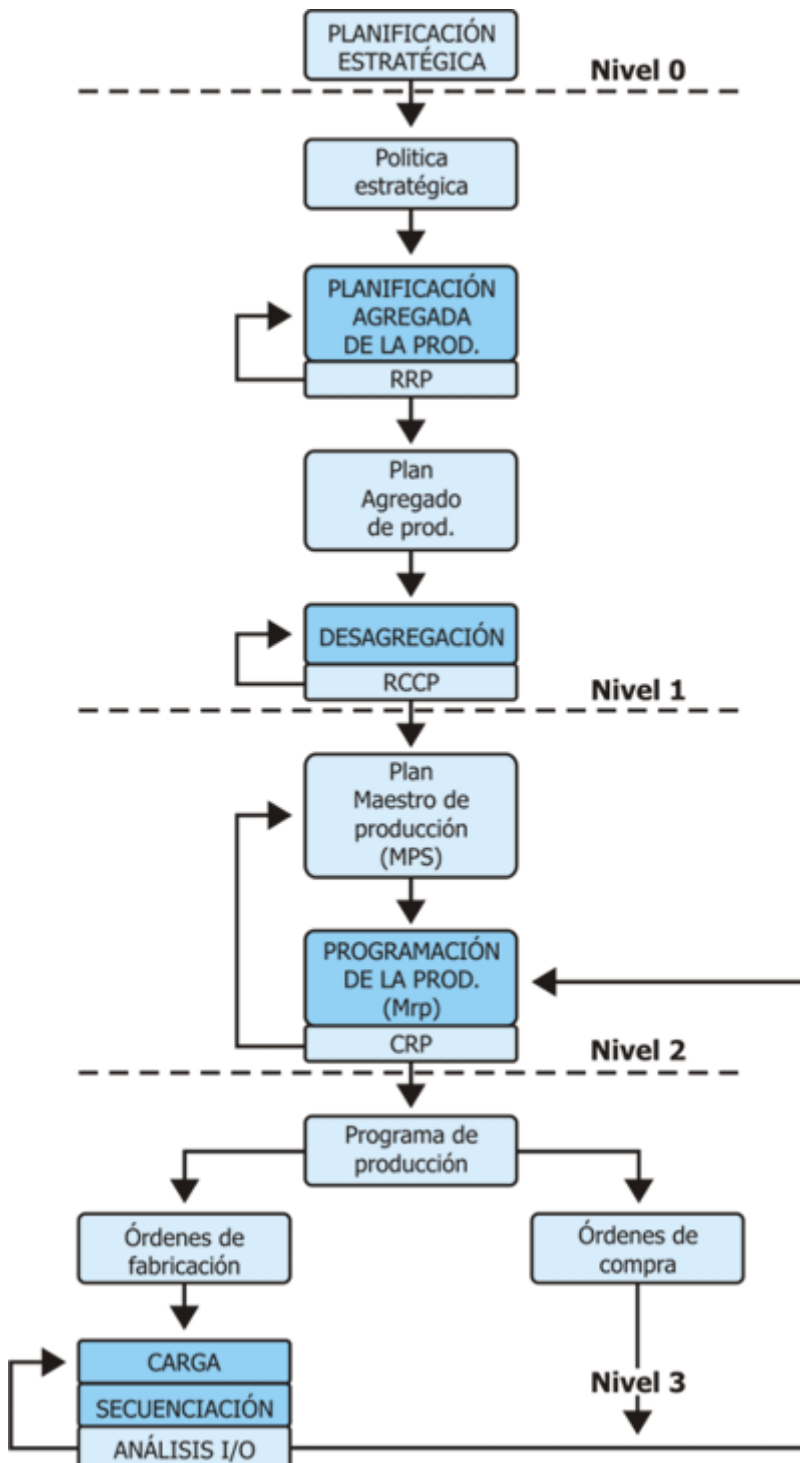 PLANIFICACIÓN
ESTRATÉGICA
Nivel 0
Politica
estratégica
PLANIFICACIÓN
AGREGADA
DE LA PROD.
RRP
Plan
Agregado
de prod.
DESAGREGACIÓN
RCCP
Nivel 1
Plan
Maestro de
producción
(MPS)
PROGRAMACIÓN
DE LA PROD.
(Mrp)
CRP
Nivel 2
Programa de
producción
Órdenes de
fabricación
Órdenes de
compra
CARGA
Nivel 3
SECUENCIACIÓN
ANÁLISIS I/O